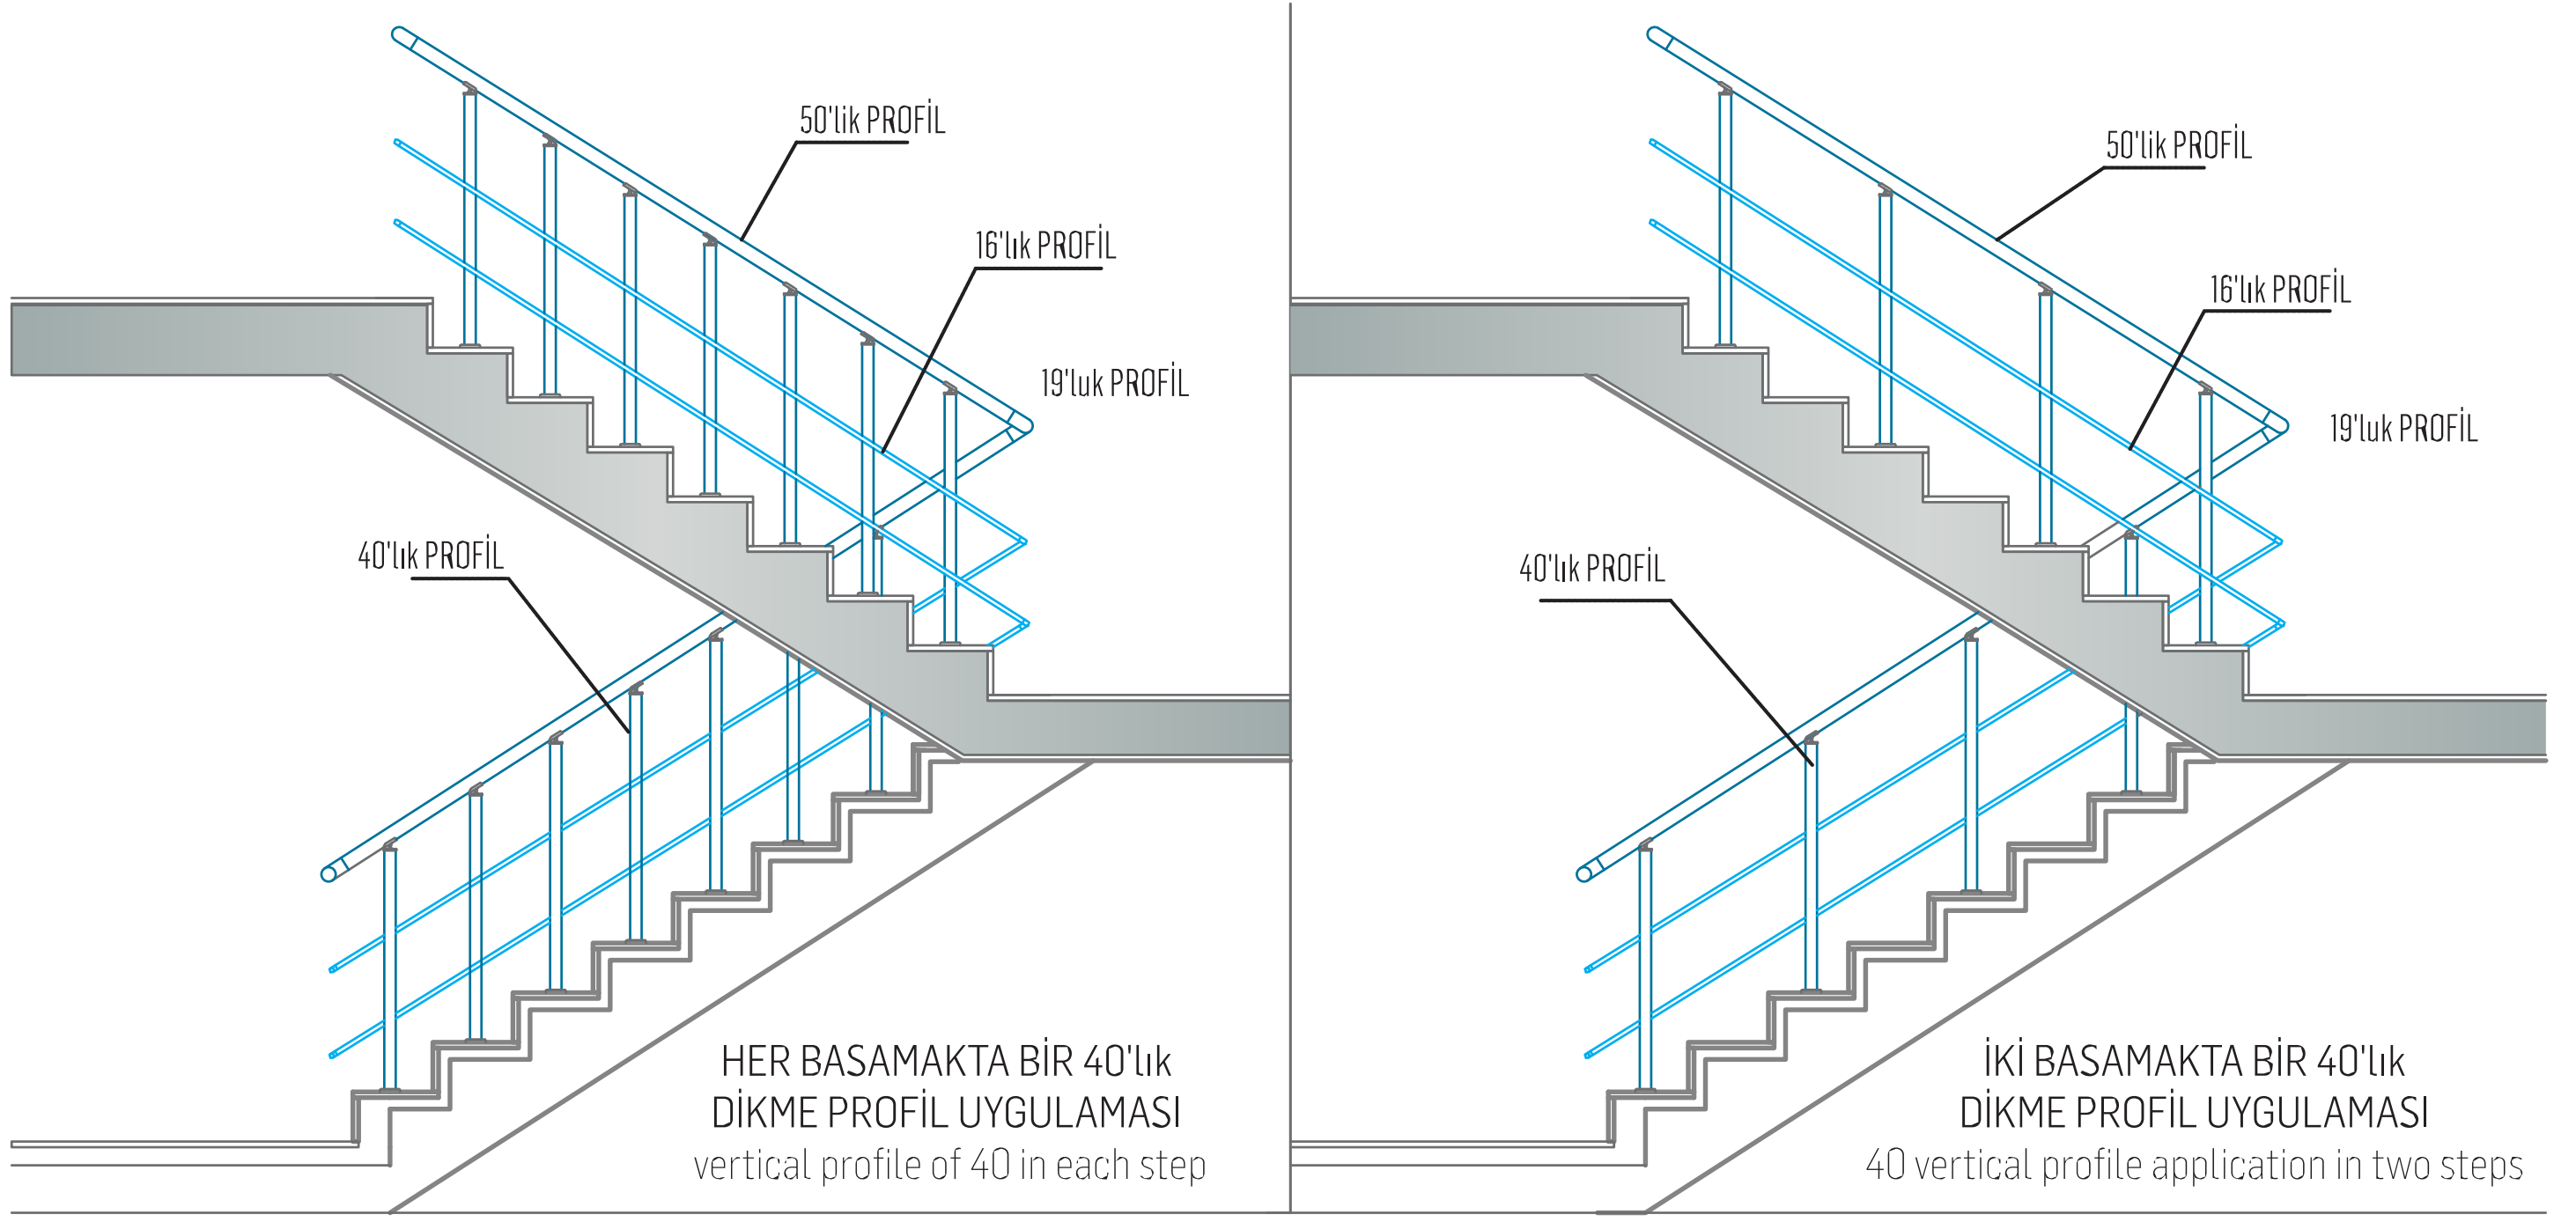 50'lik PROFİL
16'lık PROFİL
19'luk PROFİL
40'lık PROFİL
HER BASAMAKTA BİR 40'lık
DİKME PROFİL UYGULAMASI
vertical profile of 40 in each step
50'lik PROFİL
16'lık PROFİL
19'luk PROFİL
40'lık PROFİL
İKİ BASAMAKTA BİR 40'lık
DİKME PROFİL UYGULAMASI
40 vertical profile application in two steps